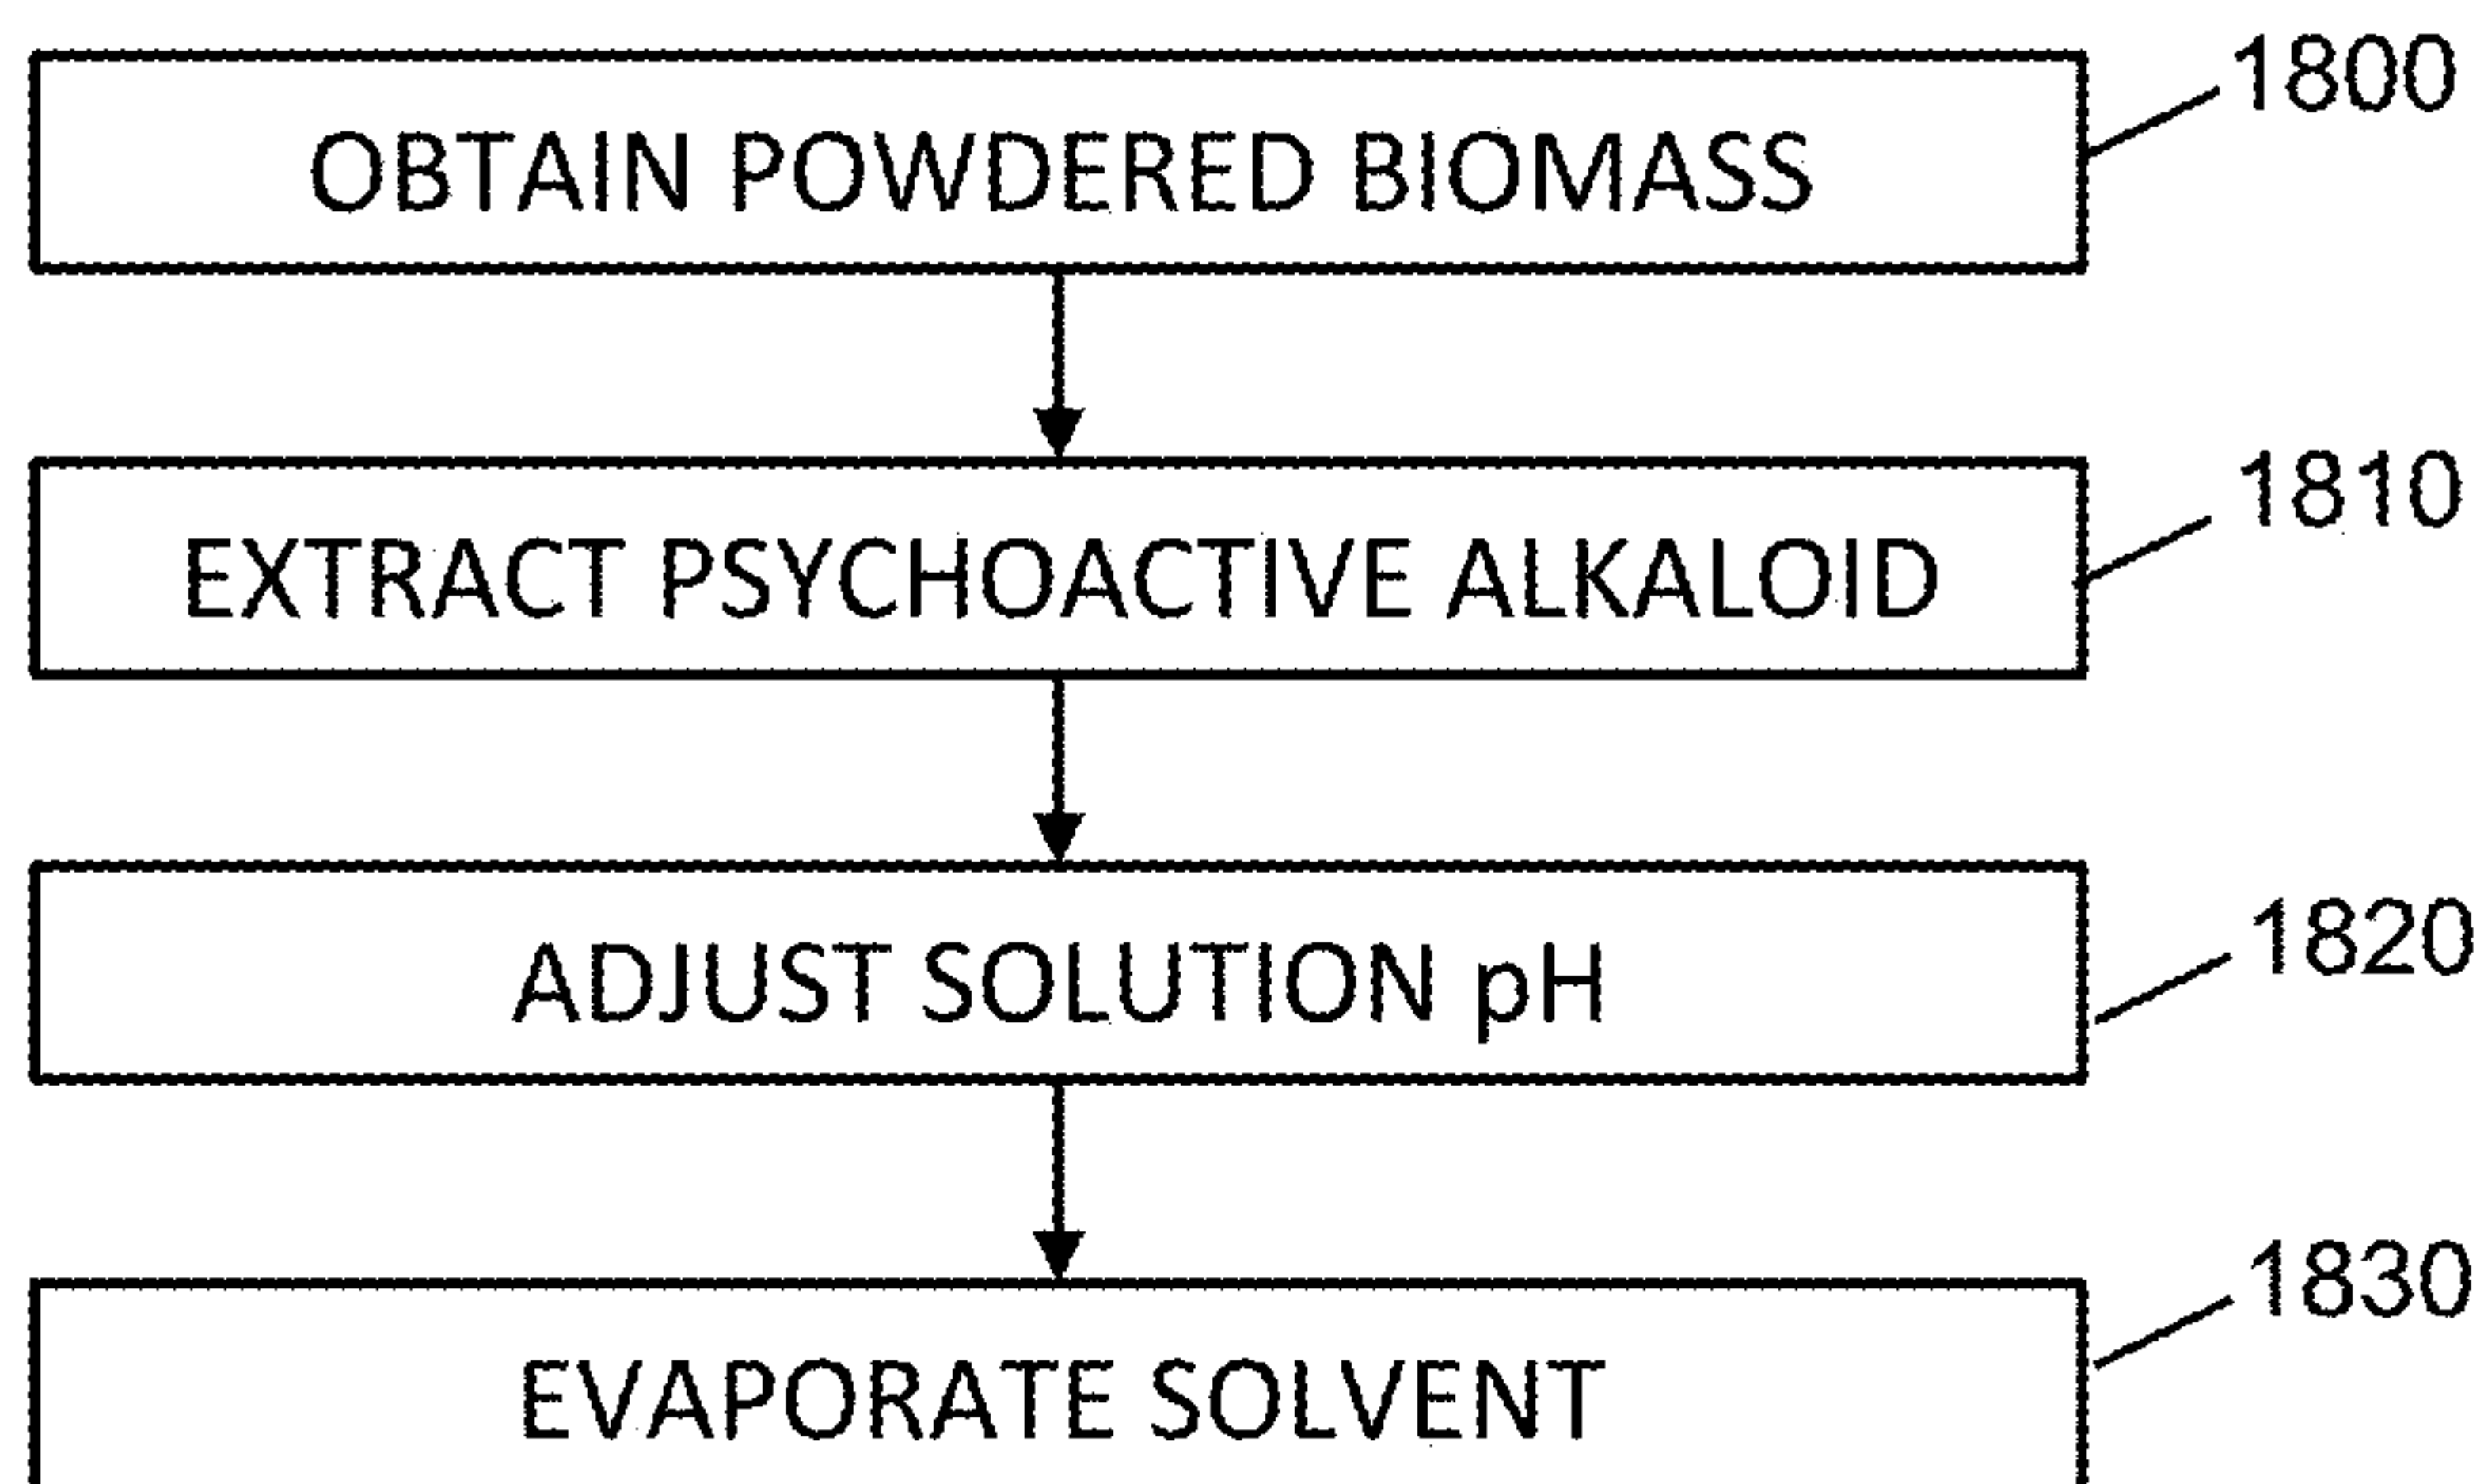 OBTAIN POWDERED BIOMASS
1800
EXTRACT PSYCHOACTIVE ALKALOID
1810
ADJUST SOLUTION pH
1820
EVAPORATE SOLVENT
1830